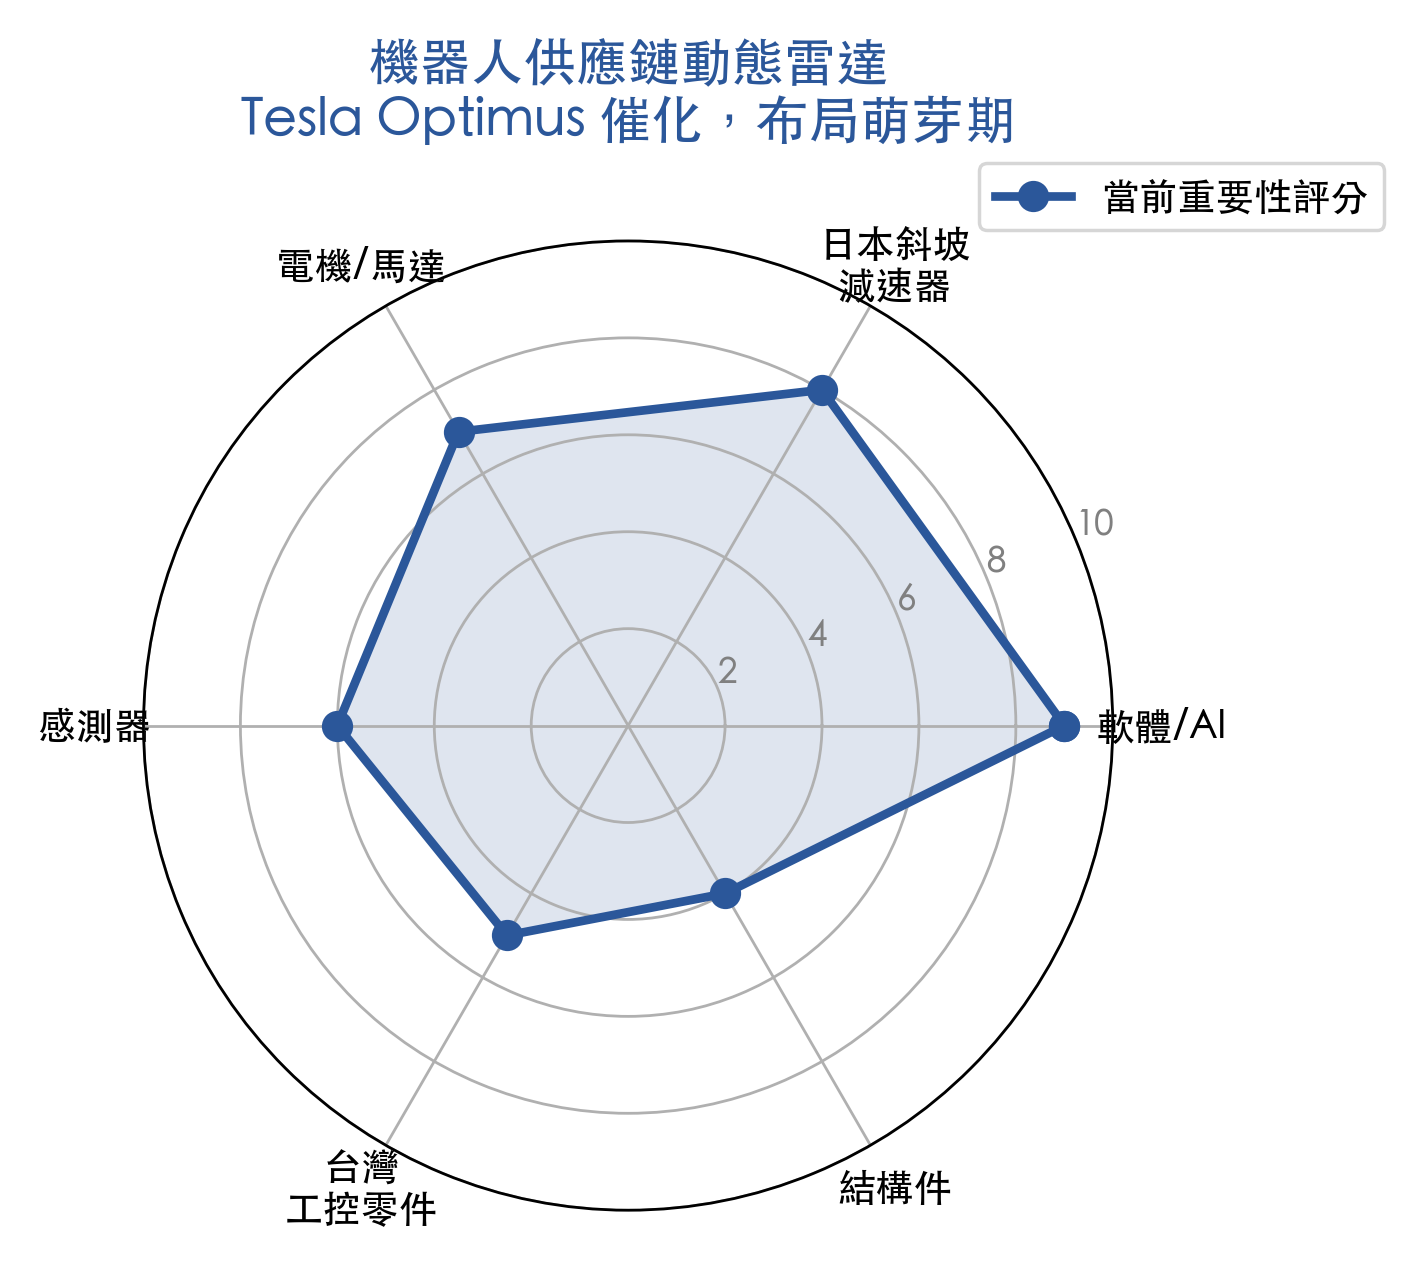 機器人供應鏈動態雷達
Tesla Optimus 催化，布局萌芽期
當前重要性評分
日本斜坡
減速器
電機/馬達
10
8
6
4
2
感測器
軟體/AI
台灣
工控零件
結構件